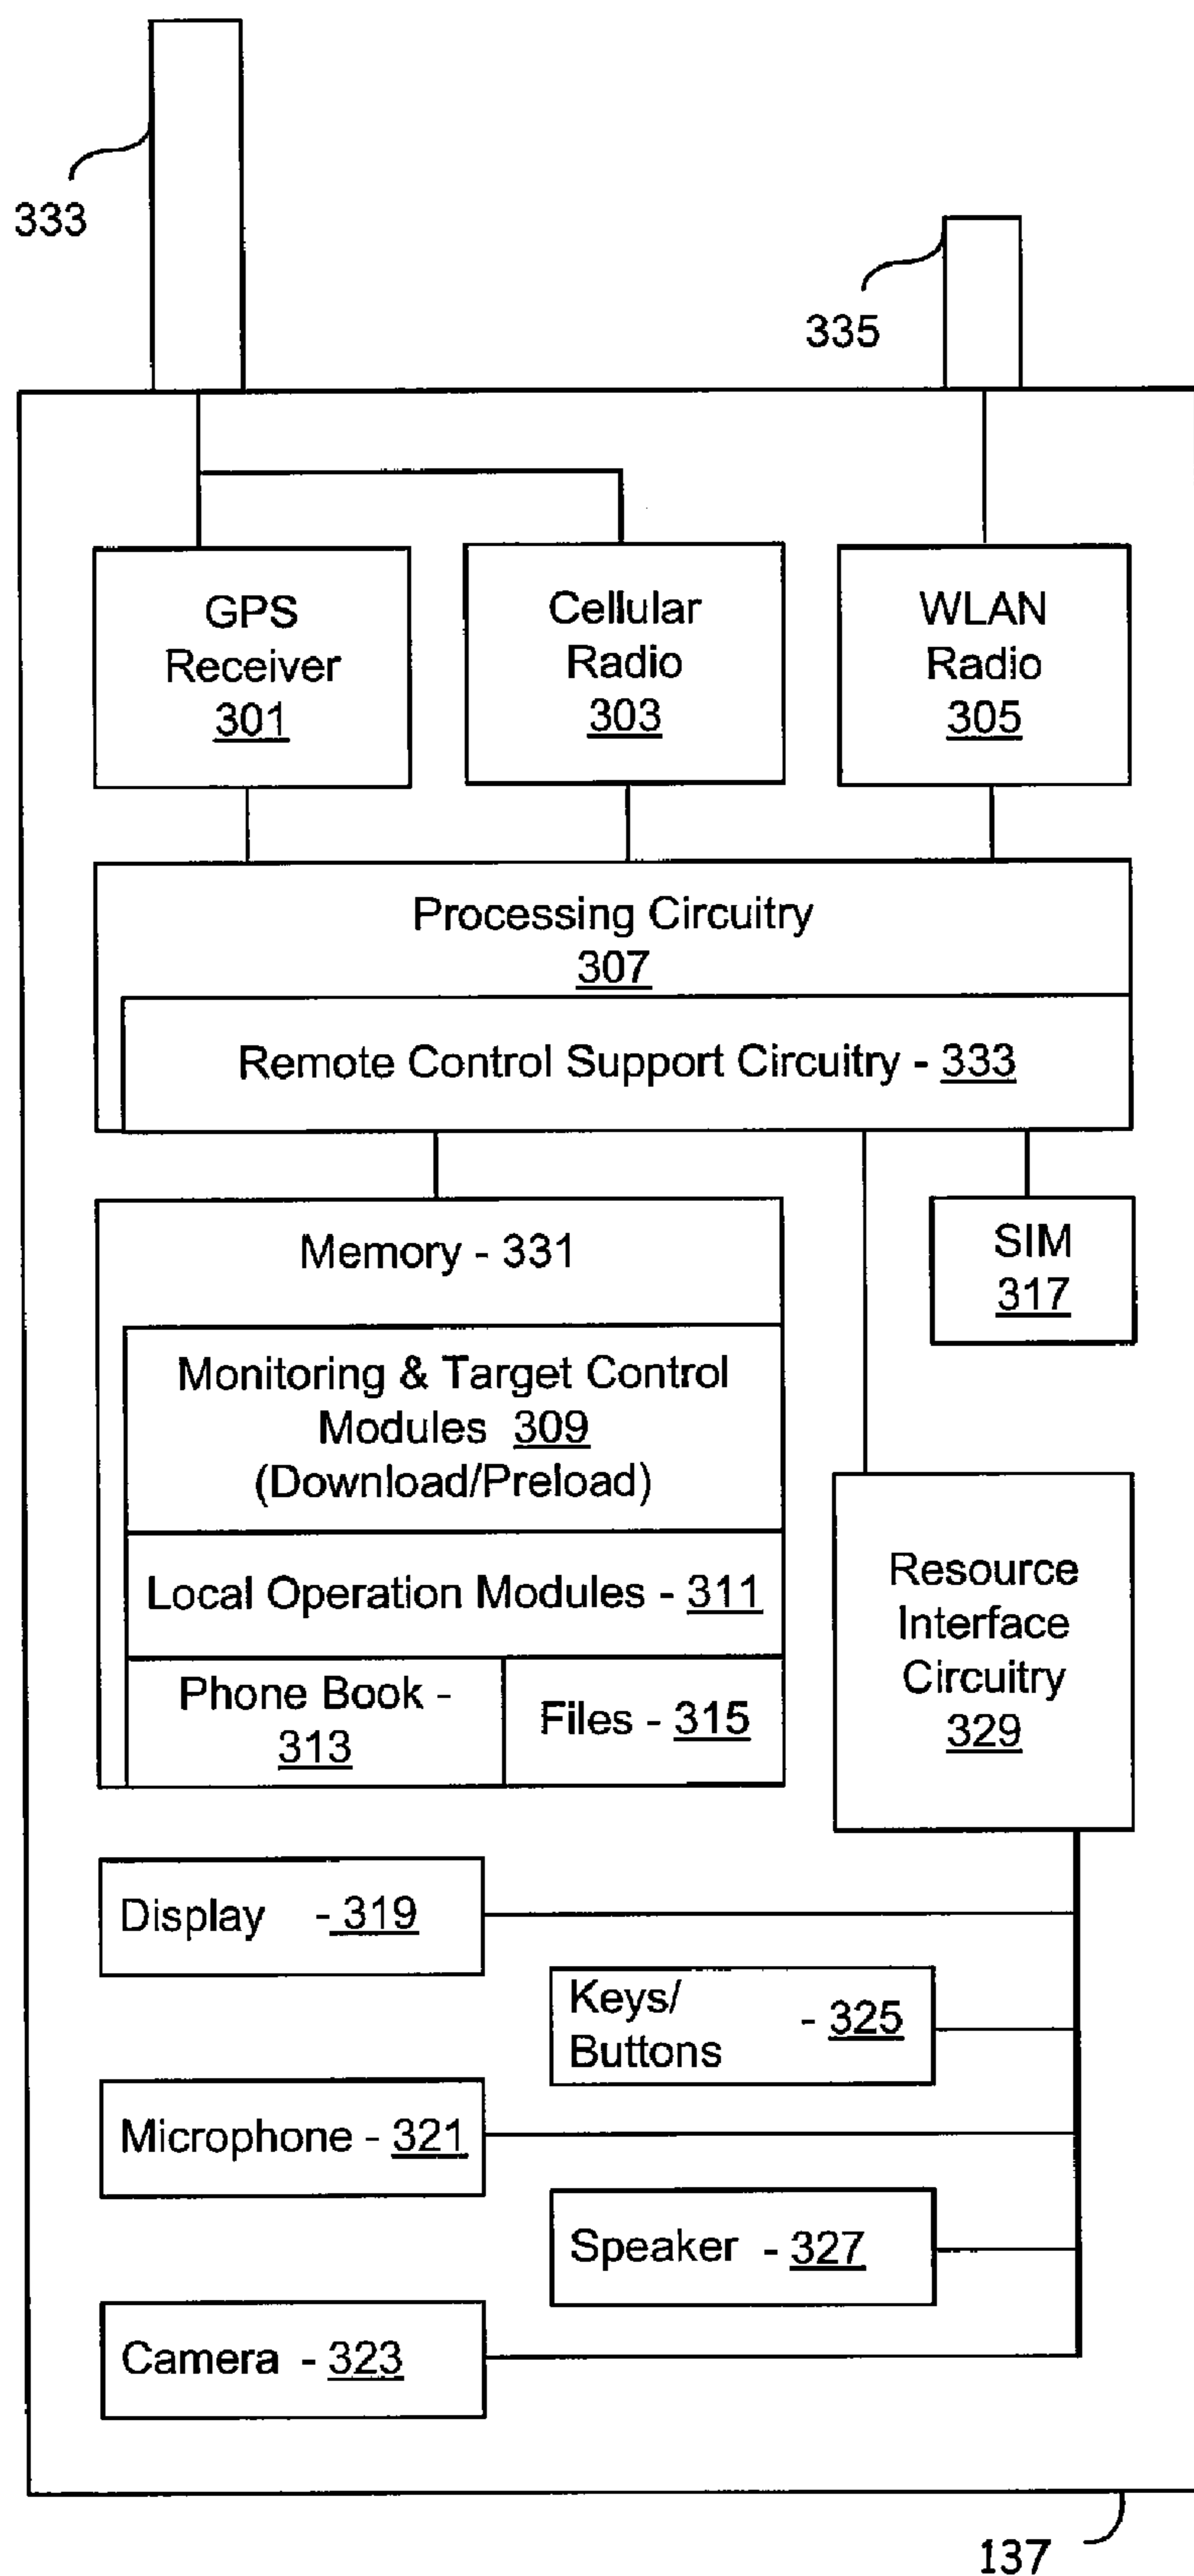 333
335
GPS
Receiver
301
Cellular
Radio
303
WLAN
Radio
305
Processing Circuitry
307
Remote Control Support Circuitry - 333
Memory - 331
SIM
317
Monitoring & Target Control
Modules 309
(Download/Preload)
Local Operation Modules - 311
Phone Book -
313
Files - 315
Resource
Interface
Circuitry
329
Display - 319
Keys/
Buttons - 325
Microphone - 321
Speaker - 327
Camera - 323
137